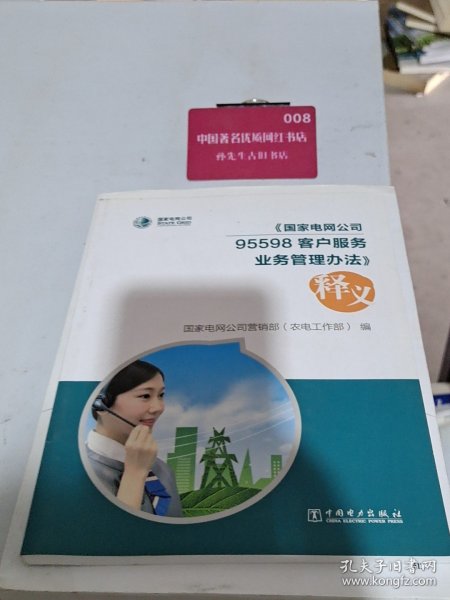 008
中国著名优质网红书店
孙先生古旧书店
国家电网公司
STATE GRID
《国家电网公司
95598 客户服务
业务管理办法》
释义
国家电网公司营销部（农电工作部） 编
中国电力出版社
CHINA ELECTRIC POWER PRESS
孔夫子旧书网
www.kongfz.com